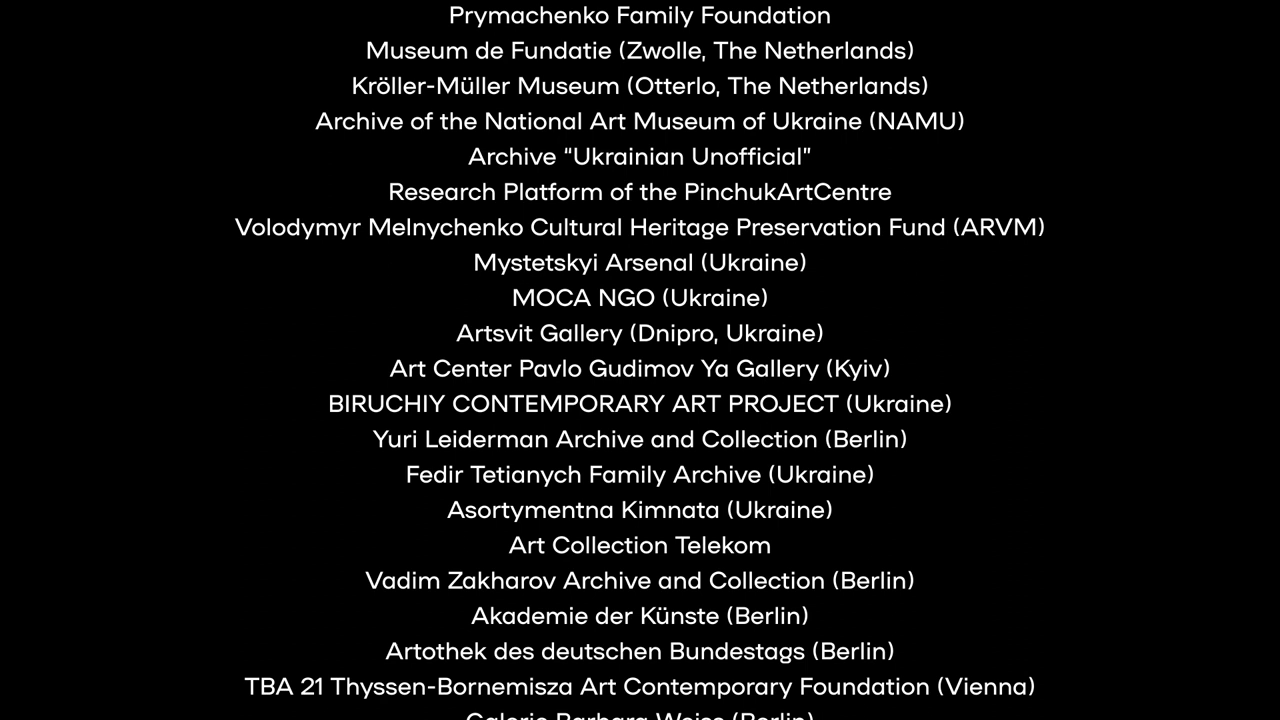 Prymachenko Family Foundation
Museum de Fundatie (Zwolle, The Netherlands)
Kröller-Müller Museum (Otterlo, The Netherlands)
Archive of the National Art Museum of Ukraine (NAMU)
Archive “Ukrainian Unofficial”
Research Platform of the PinchukArtCentre
Volodymyr Melnychenko Cultural Heritage Preservation Fund (ARVM)
Mystetskyi Arsenal (Ukraine)
MOCA NGO (Ukraine)
Artsvit Gallery (Dnipro, Ukraine)
Art Center Pavlo Gudimov Ya Gallery (Kyiv)
BIRUCHIY CONTEMPORARY ART PROJECT (Ukraine)
Yuri Leiderman Archive and Collection (Berlin)
Fedir Tetianych Family Archive (Ukraine)
Asortymentna Kimnata (Ukraine)
Art Collection Telekom
Vadim Zakharov Archive and Collection (Berlin)
Akademie der Künste (Berlin)
Artothek des deutschen Bundestags (Berlin)
TBA 21 Thyssen-Bornemisza Art Contemporary Foundation (Vienna)
Galerie Barbara Weiss (Berlin)